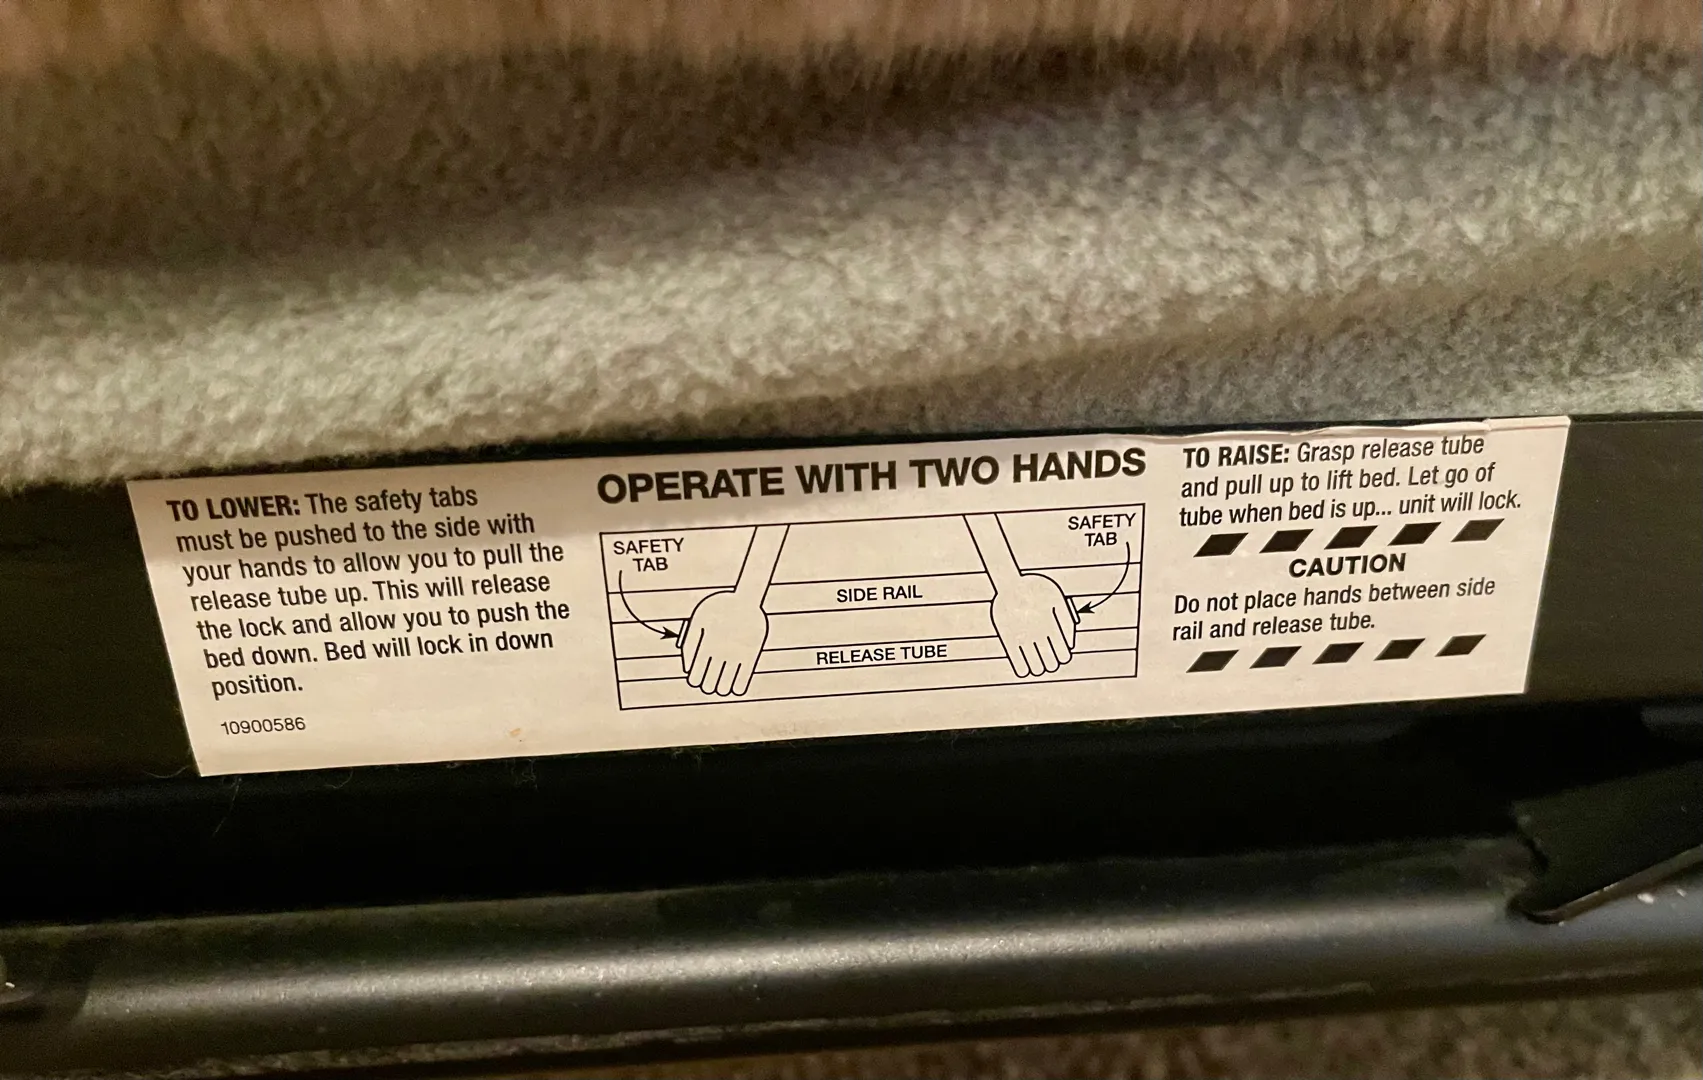 TO LOWER: The safety tabs
must be pushed to the side with
your hands to allow you to pull the
release tube up. This will release
the lock and allow you to push the
bed down. Bed will lock in down
position.
10900586
OPERATE WITH TWO HANDS
SAFETY
TAB
SIDE RAIL
RELEASE TUBE
SAFETY
TAB
TO RAISE: Grasp release tube
and pull up to lift bed. Let go of
tube when bed is up... unit will lock.
CAUTION
Do not place hands between side
rail and release tube.